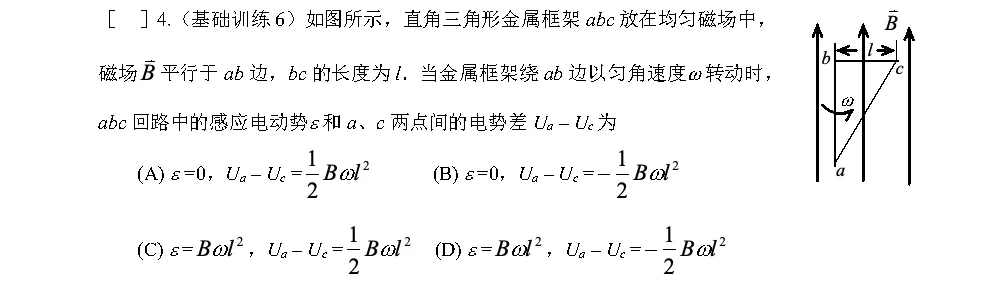 [    ]4.（基础训练6）如图所示，直角三角形金属框架 abc 放在均匀磁场中，
磁场 $\vec{B}$ 平行于 ab 边，bc 的长度为 l．当金属框架绕 ab 边以匀角速度ω转动时，
abc 回路中的感应电动势ε和 a、c 两点间的电势差 Uₐ – U꜀为
(A) ε=0，Uₐ – U꜀ = 1/2 Bωl²    (B) ε=0，Uₐ – U꜀ = – 1/2 Bωl²
(C) ε= Bωl²，Uₐ – U꜀ = 1/2 Bωl²    (D) ε= Bωl²，Uₐ – U꜀ = – 1/2 Bωl²
$\vec{B}$
l
b
c
ω
a